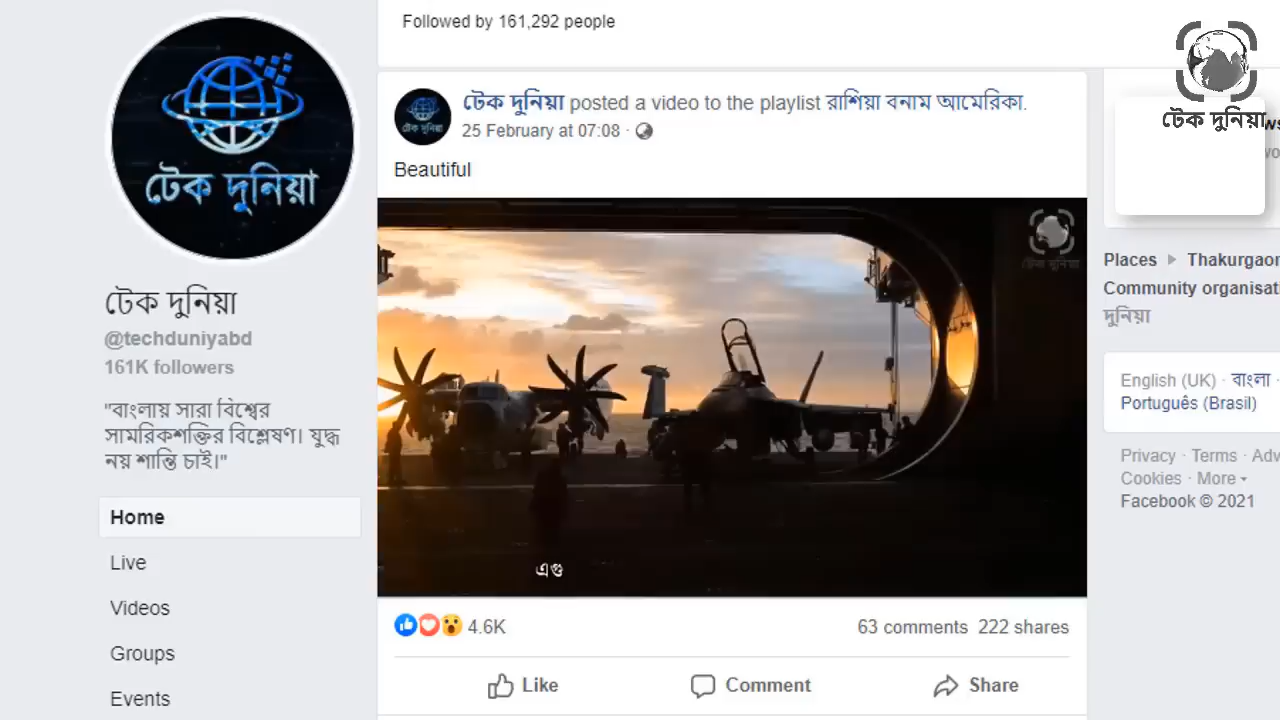 Followed by 161,292 people
টেক দুনিয়া
টেক দুনিয়া posted a video to the playlist রাশিয়া বনাম আমেরিকা.
টেক দুনিয়া
25 February at 07:08 ·
Beautiful
টেক দুনিয়া
টেক দুনিয়া
টেক দুনিয়া
@techduniyabd
161K followers
"বাংলায় সারা বিশ্বের
সামরিকশক্তির বিশ্লেষণ। যুদ্ধ
নয় শান্তি চাই।"
Home
Live
Videos
Groups
Events
এগু
4.6K
63 comments 222 shares
Like Comment Share
Places Thakurgaon
Community organisati
দুনিয়া
English (UK) · বাংলা ·
Português (Brasil)
Privacy · Terms · Adv
Cookies · More
Facebook © 2021